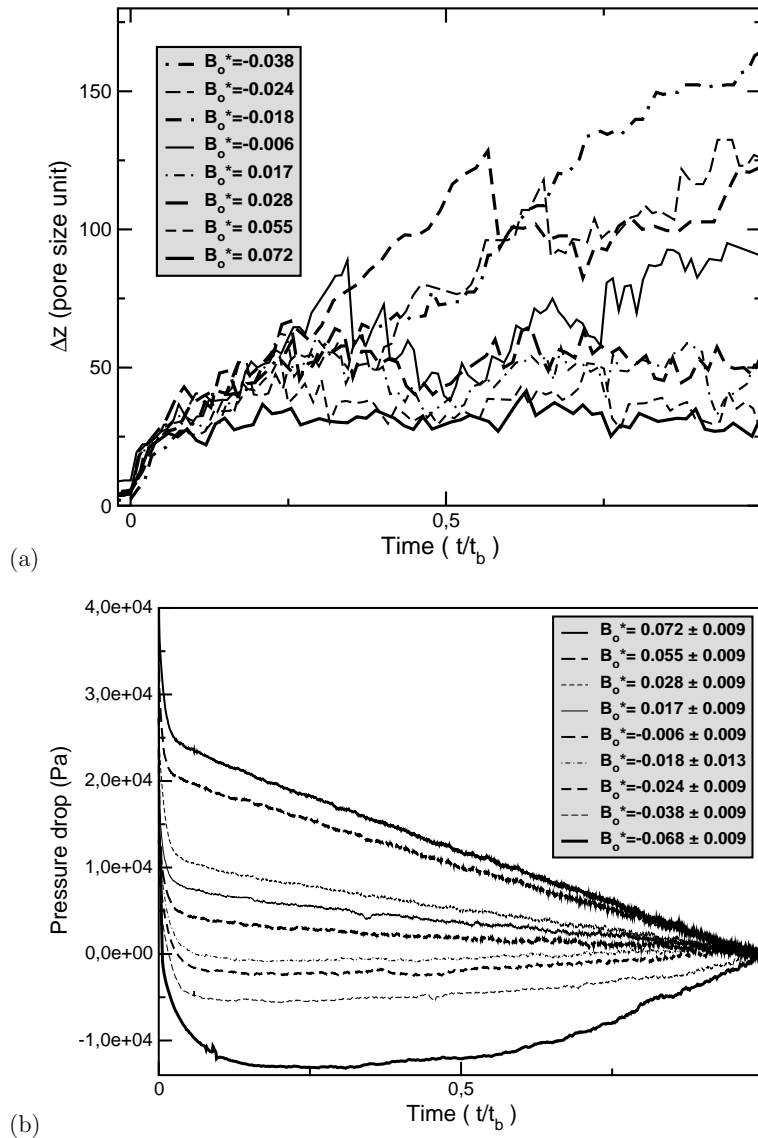 150
100
50
0
Δz (pore size unit)
B_o*=-0.038
B_o*=-0.024
B_o*=-0.018
B_o*=-0.006
B_o*= 0.017
B_o*= 0.028
B_o*= 0.055
B_o*= 0.072
0
0,5
Time ( t/t_b )
(a)
4,0e+04
3,0e+04
2,0e+04
1,0e+04
0,0e+00
-1,0e+04
Pressure drop (Pa)
B_o*= 0.072 ± 0.009
B_o*= 0.055 ± 0.009
B_o*= 0.028 ± 0.009
B_o*= 0.017 ± 0.009
B_o*=-0.006 ± 0.009
B_o*=-0.018 ± 0.013
B_o*=-0.024 ± 0.009
B_o*=-0.038 ± 0.009
B_o*=-0.068 ± 0.009
0
0,5
Time ( t/t_b )
(b)